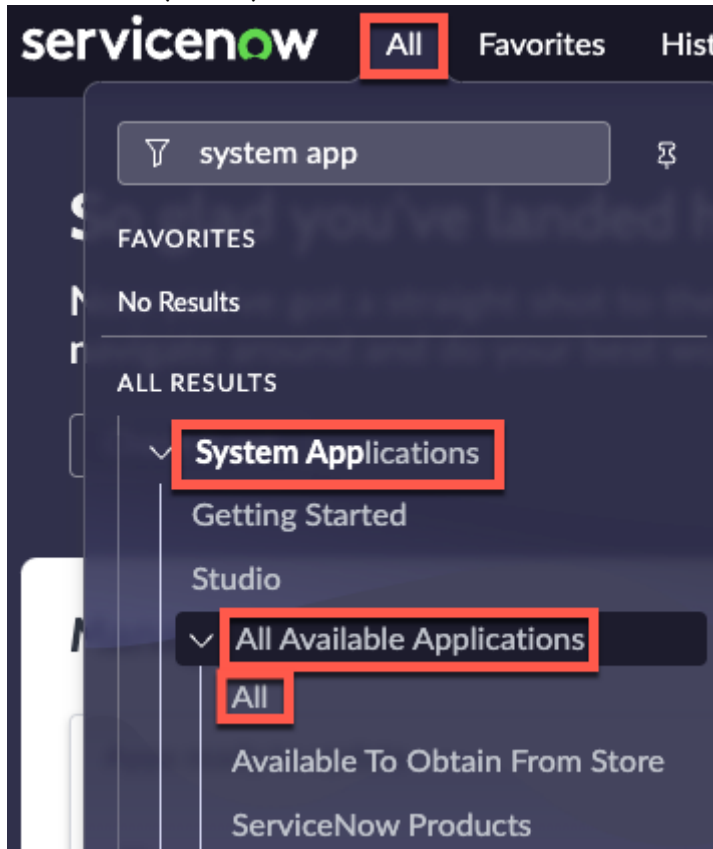 servicenow All Favorites Hist
system app
FAVORITES
No Results
ALL RESULTS
System Applications
Getting Started
Studio
All Available Applications
All
Available To Obtain From Store
ServiceNow Products